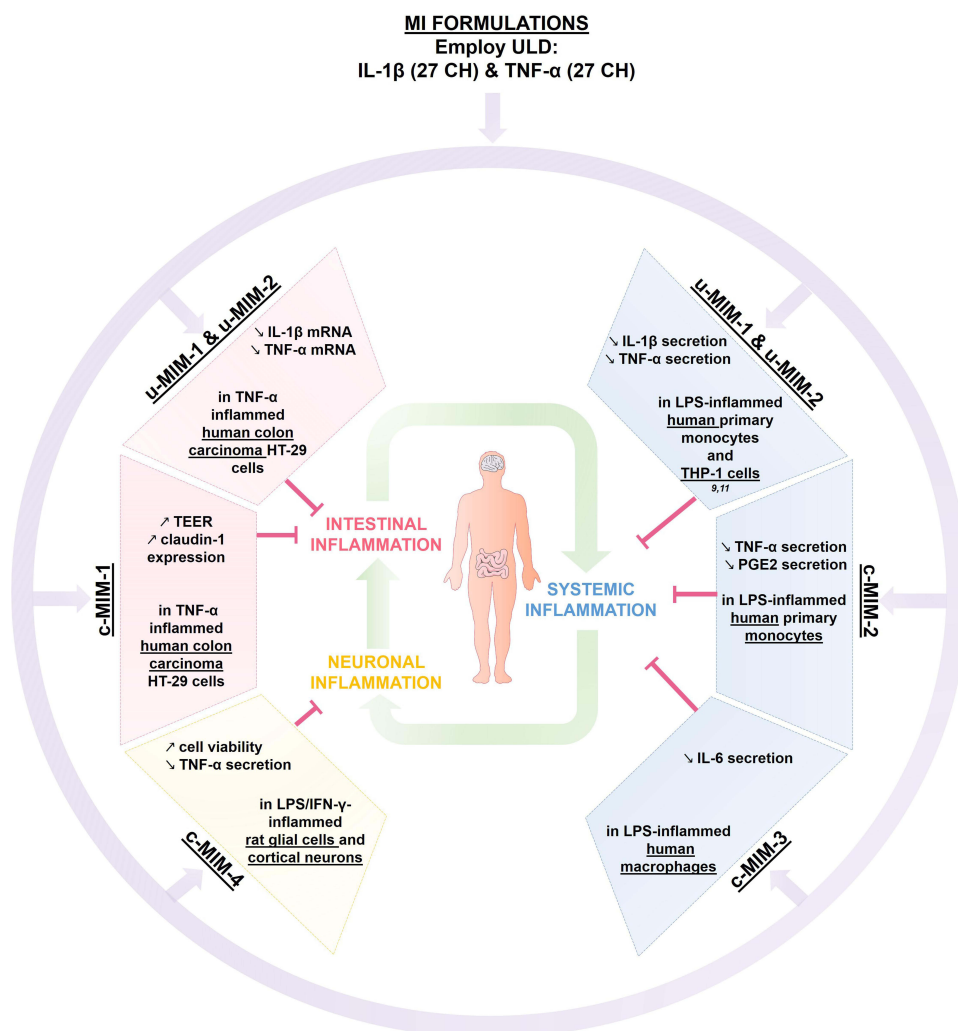 MI FORMULATIONS
Employ ULD:
IL-1β (27 CH) & TNF-α (27 CH)
u-MIM-1 & u-MIM-2
↘ IL-1β mRNA
↘ TNF-α mRNA
in TNF-α
inflammed
human colon
carcinoma HT-29
cells
u-MIM-1 & u-MIM-2
↘ IL-1β secretion
↘ TNF-α secretion
in LPS-inflammed
human primary
monocytes
and
THP-1 cells
9,11
c-MIM-1
↗ TEER
↗ claudin-1
expression
in TNF-α
inflammed
human colon
carcinoma
HT-29 cells
INTESTINAL
INFLAMMATION
SYSTEMIC
INFLAMMATION
NEURONAL
INFLAMMATION
c-MIM-2
↘ TNF-α secretion
↘ PGE2 secretion
in LPS-inflammed
human primary
monocytes
c-MIM-4
↗ cell viability
↘ TNF-α secretion
in LPS/IFN-γ-
inflammed
rat glial cells and
cortical neurons
c-MIM-3
↘ IL-6 secretion
in LPS-inflammed
human
macrophages